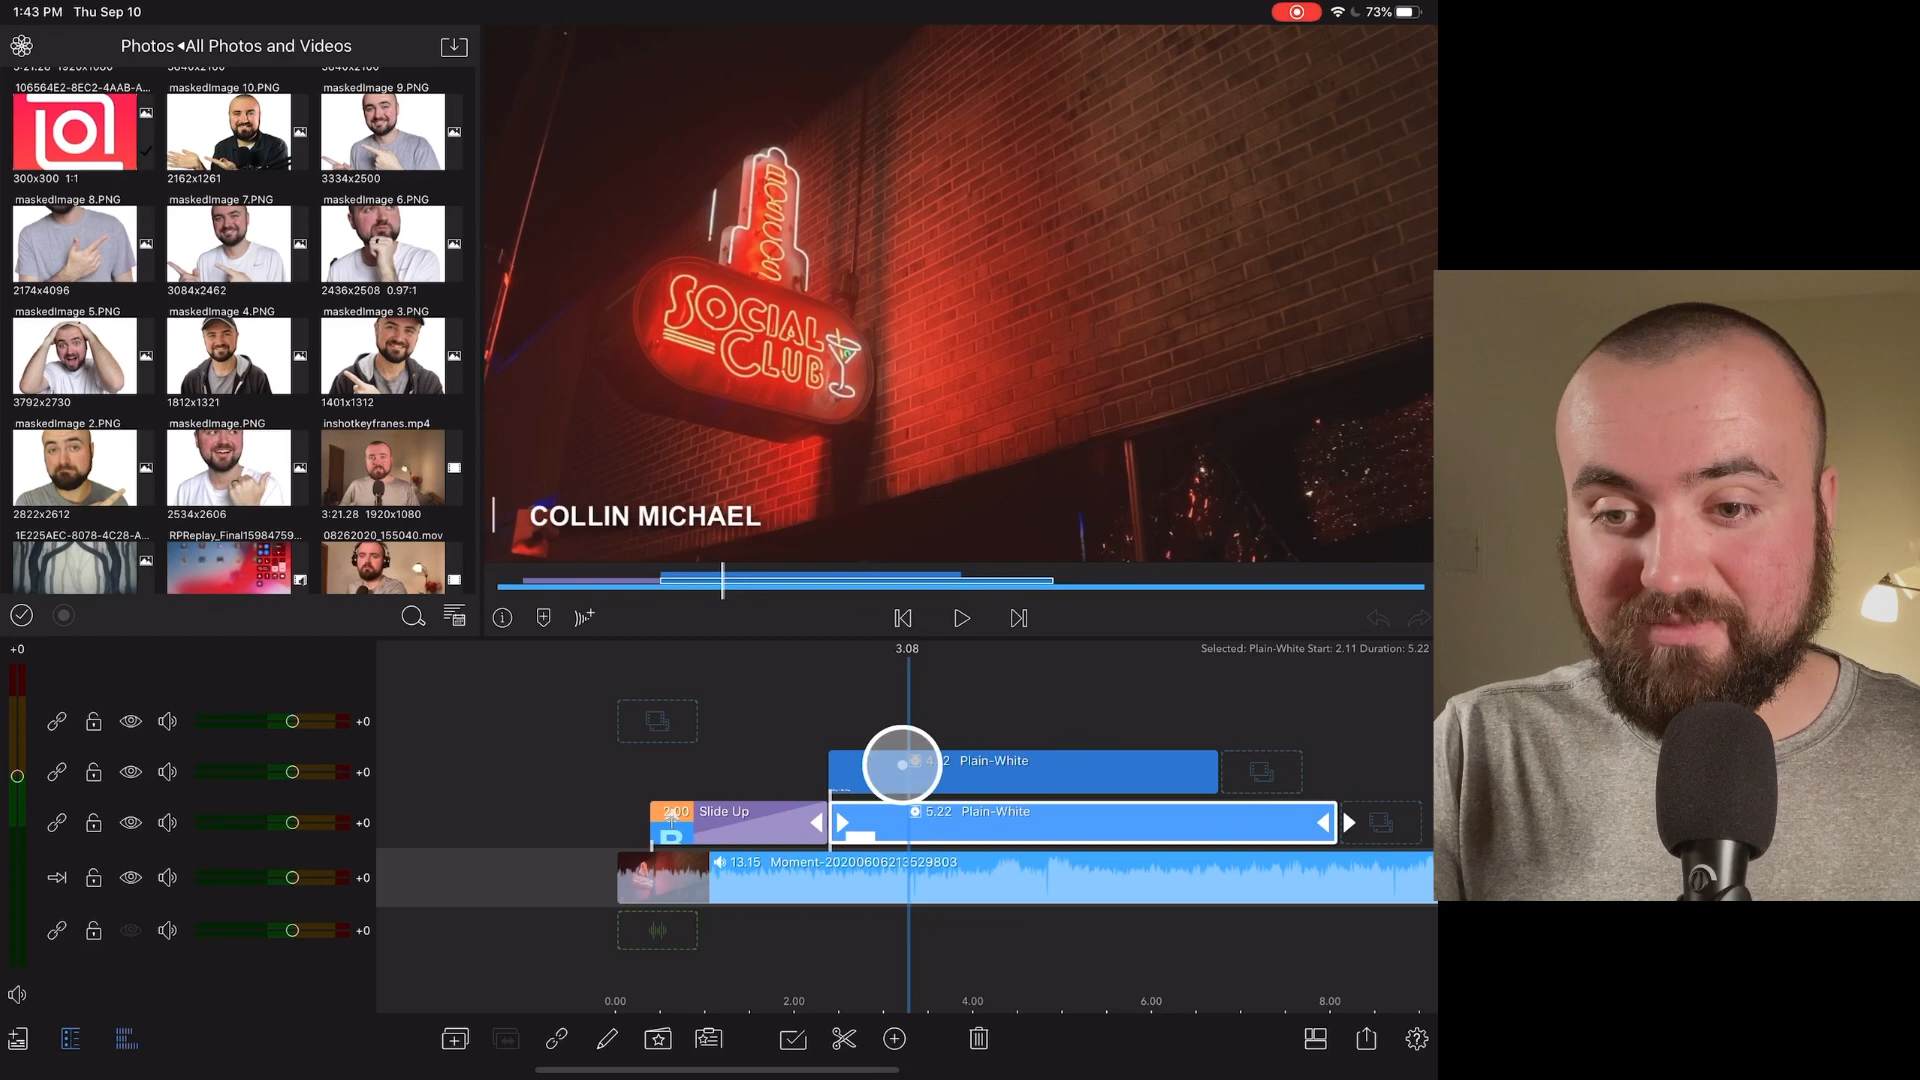 1:43 PM Thu Sep 10
73%
Photos ◂All Photos and Videos
3:21.28 1920x1080
3840x2160
3840x2160
106564E2-8EC2-4AAB-A...
maskedImage 10.PNG
maskedImage 9.PNG
300x300 1:1
2162x1261
3334x2500
maskedImage 8.PNG
maskedImage 7.PNG
maskedImage 6.PNG
2174x4096
3084x2462
2436x2508 0.97:1
maskedImage 5.PNG
maskedImage 4.PNG
maskedImage 3.PNG
3792x2730
1812x1321
1401x1312
maskedImage 2.PNG
maskedImage.PNG
inshotkeyfranes.mp4
2822x2612
2534x2606
3:21.28 1920x1080
1E225AEC-8078-4C28-A...
RPReplay_Final15984759...
08262020_155040.mov
SOCIAL
CLUB
COLLIN MICHAEL
+0
3.08
Selected: Plain-White Start: 2.11 Duration: 5.22
+0
+0
Plain-White
+0
2.00 Slide Up
5.22 Plain-White
+0
13.15 Moment-20200606213529803
+0
0.00
2.00
4.00
6.00
8.00